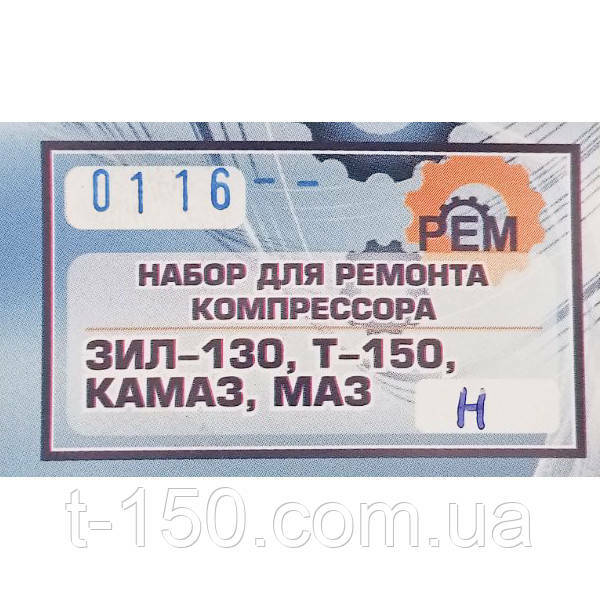 0116--
РЕМ
НАБОР ДЛЯ РЕМОНТА
КОМПРЕССОРА
ЗИЛ-130, Т-150,
КАМАЗ, МАЗ
Н
t-150.com.ua